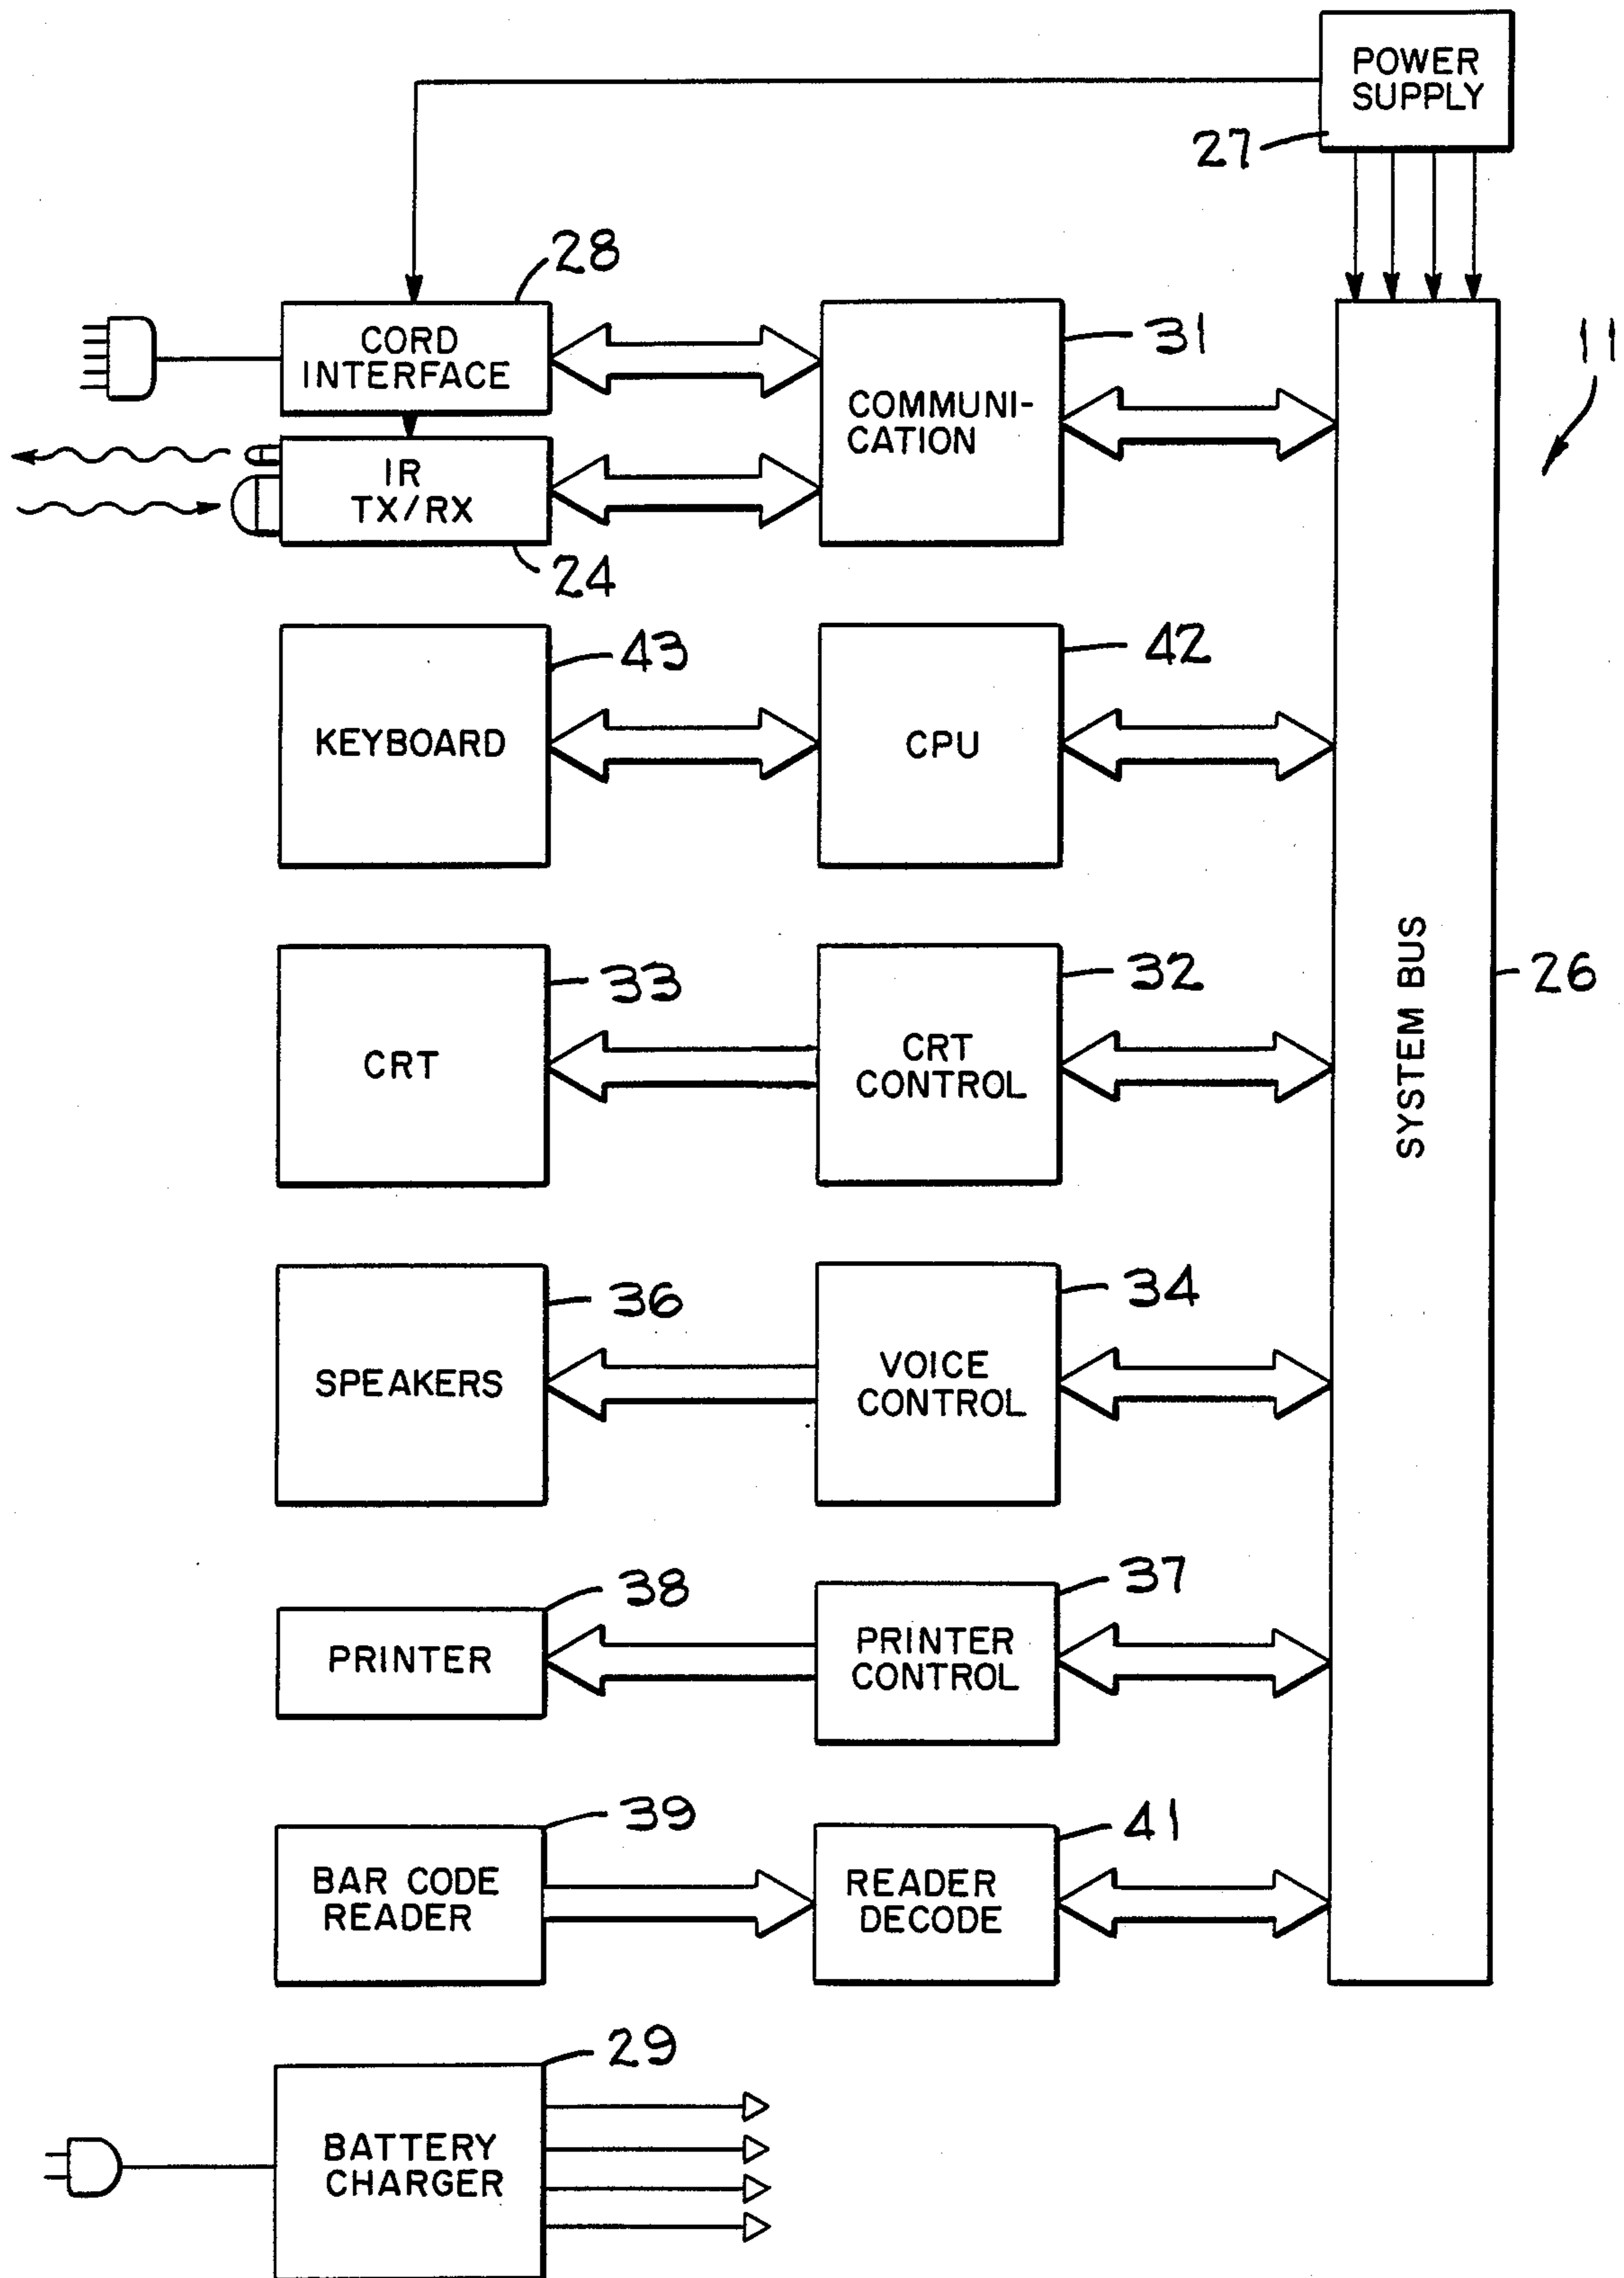 POWER
SUPPLY
27
28
CORD
INTERFACE
31
11
COMMUNI-
CATION
IR
TX/RX
24
43
42
KEYBOARD
CPU
33
32
26
CRT
CRT
CONTROL
SYSTEM BUS
36
34
SPEAKERS
VOICE
CONTROL
38
37
PRINTER
PRINTER
CONTROL
39
41
BAR CODE
READER
READER
DECODE
29
BATTERY
CHARGER